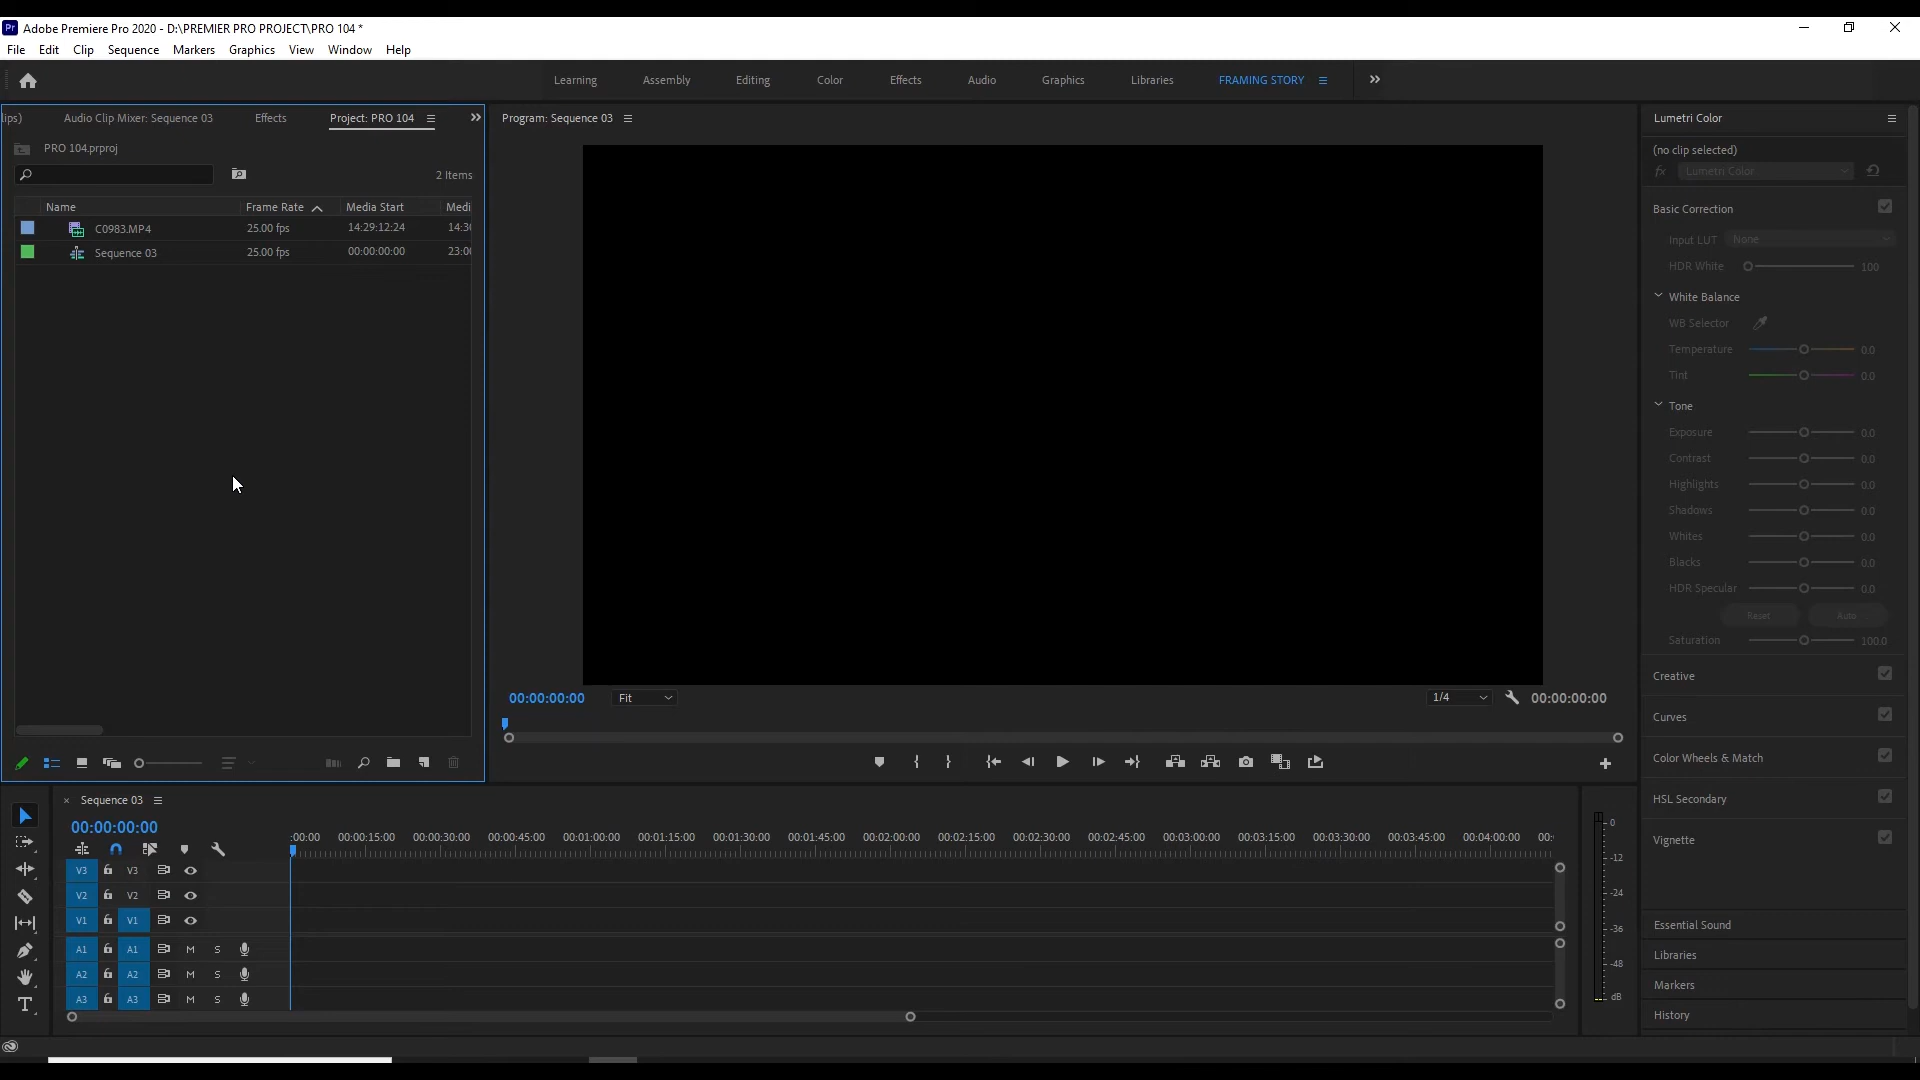 Adobe Premiere Pro 2020 - D:\PREMIER PRO PROJECT\PRO 104 *
File Edit Clip Sequence Markers Graphics View Window Help
Learning Assembly Editing Color Effects Audio Graphics Libraries FRAMING STORY
lips) Audio Clip Mixer: Sequence 03 Effects Project: PRO 104
PRO 104.prproj
2 Items
Name Frame Rate Media Start Medi
C0983.MP4 25.00 fps 14:29:12:24 14:30
Sequence 03 25.00 fps 00:00:00:00 23:00
Program: Sequence 03
00:00:00:00 Fit 1/4 00:00:00:00
Lumetri Color
(no clip selected)
fx Lumetri Color
Basic Correction
Input LUT None
HDR White 100
White Balance
WB Selector
Temperature 0.0
Tint 0.0
Tone
Exposure 0.0
Contrast 0.0
Highlights 0.0
Shadows 0.0
Whites 0.0
Blacks 0.0
HDR Specular 0.0
Reset Auto
Saturation 100.0
Creative
Curves
Color Wheels & Match
HSL Secondary
Vignette
Essential Sound
Libraries
Markers
History
× Sequence 03
00:00:00:00
:00:00 00:00:15:00 00:00:30:00 00:00:45:00 00:01:00:00 00:01:15:00 00:01:30:00 00:01:45:00 00:02:00:00 00:02:15:00 00:02:30:00 00:02:45:00 00:03:00:00 00:03:15:00 00:03:30:00 00:03:45:00 00:04:00:00 00:
V3 V3
V2 V2
V1 V1
A1 A1 M S
A2 A2 M S
A3 A3 M S
0
-12
-24
-36
-48
dB